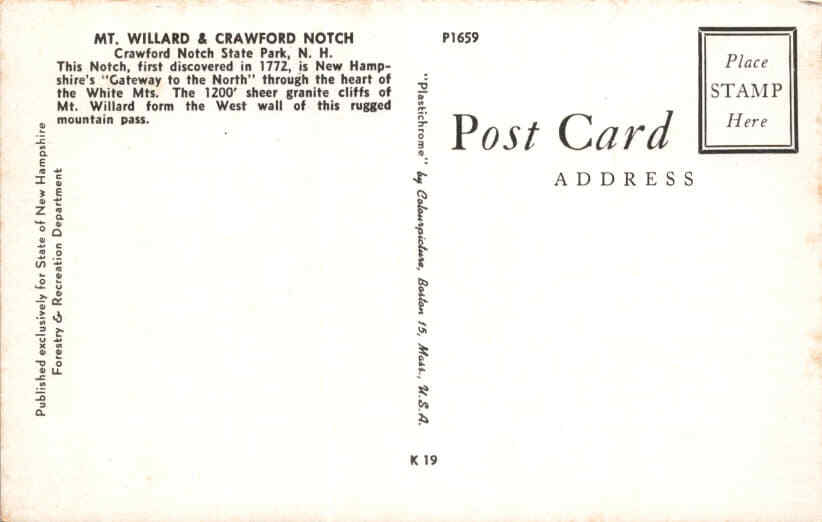 MT. WILLARD & CRAWFORD NOTCH
Crawford Notch State Park, N. H.
This Notch, first discovered in 1772, is New Hamp-
shire's "Gateway to the North" through the heart of
the White Mts. The 1200' sheer granite cliffs of
Mt. Willard form the West wall of this rugged
mountain pass.
Published exclusively for State of New Hampshire
Forestry & Recreation Department
"Plastichrome" by Colourpicture, Boston 15, Mass., U.S.A.
K 19
P1659
Place
STAMP
Here
Post Card
ADDRESS